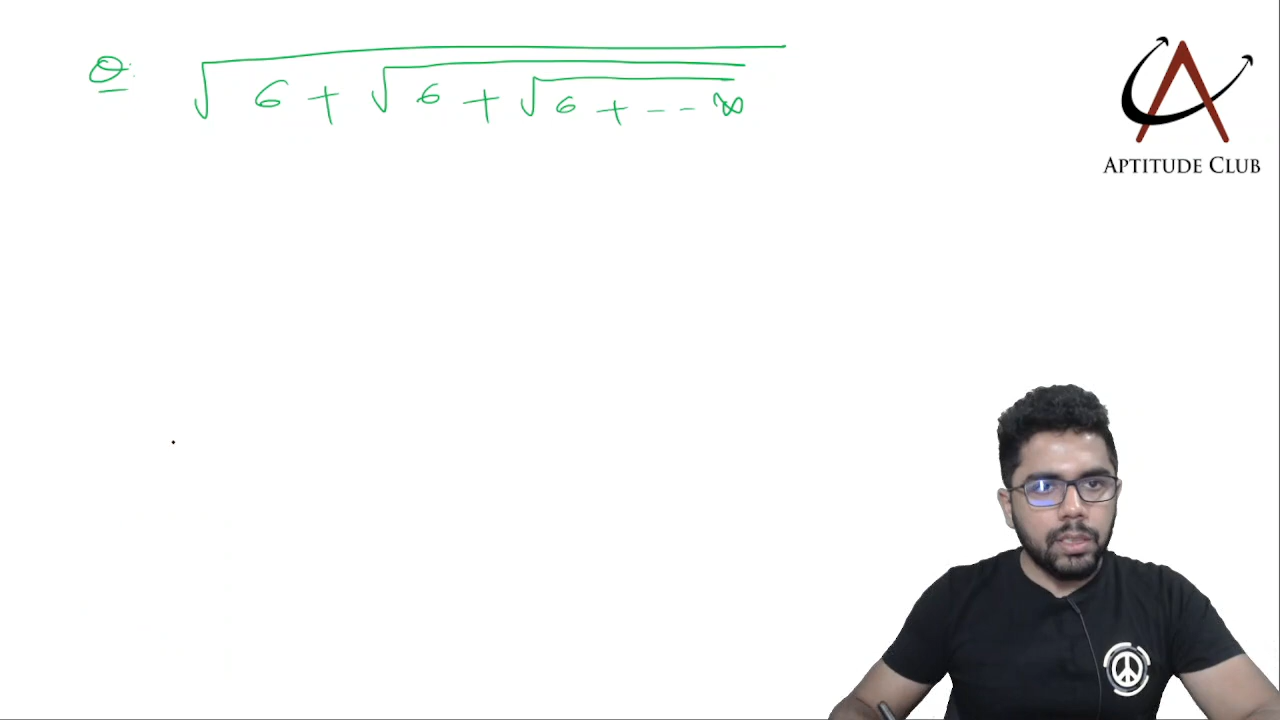 Q. √(6 + √(6 + √(6 + -- ∞
APTITUDE CLUB